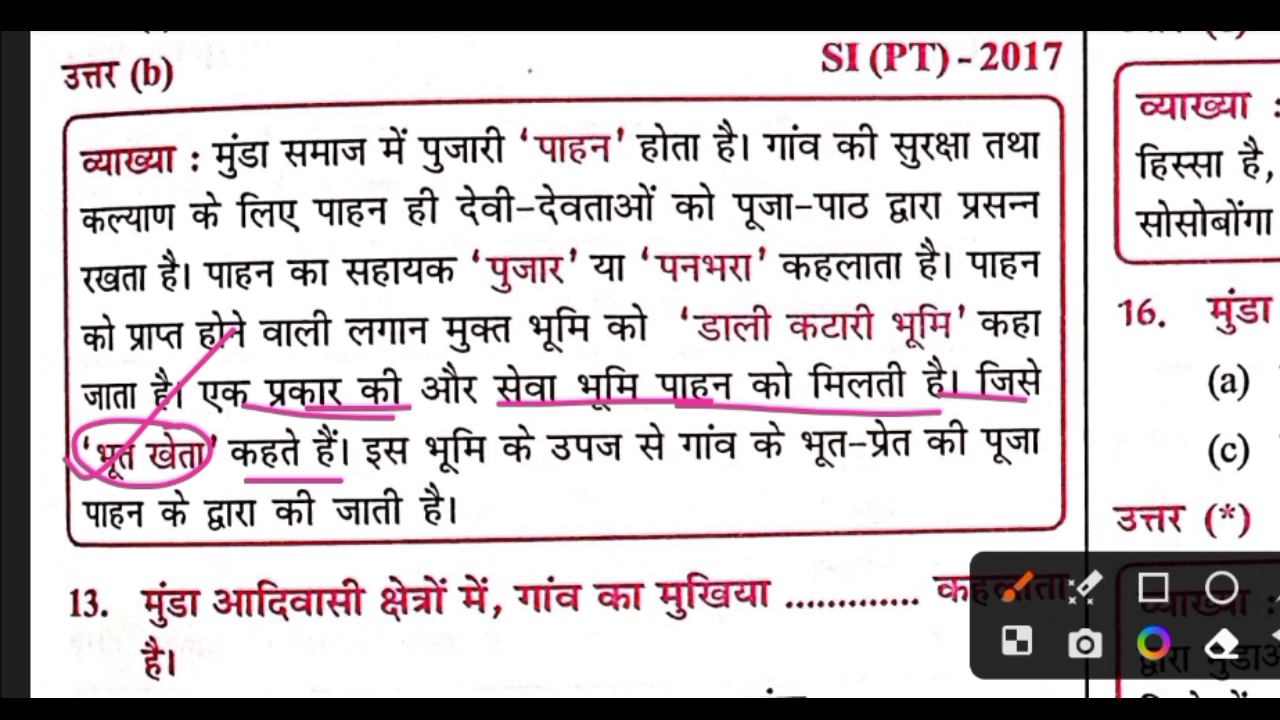 उत्तर (b)
SI (PT) - 2017
व्याख्या : मुंडा समाज में पुजारी ‘पाहन’ होता है। गांव की सुरक्षा तथा
कल्याण के लिए पाहन ही देवी-देवताओं को पूजा-पाठ द्वारा प्रसन्न
रखता है। पाहन का सहायक ‘पुजार’ या ‘पनभरा’ कहलाता है। पाहन
को प्राप्त होने वाली लगान मुक्त भूमि को ‘डाली कटारी भूमि’ कहा
जाता है। एक प्रकार की और सेवा भूमि पाहन को मिलती है। जिसे
‘भूत खेता’ कहते हैं। इस भूमि के उपज से गांव के भूत-प्रेत की पूजा
पाहन के द्वारा की जाती है।
13. मुंडा आदिवासी क्षेत्रों में, गांव का मुखिया ............. कहलाता
है।
व्याख्या :
हिस्सा है,
सोसोबोंगा
16. मुंडा
(a)
(c)
उत्तर (*)
व्याख्या :
द्वारा मुंडाओं